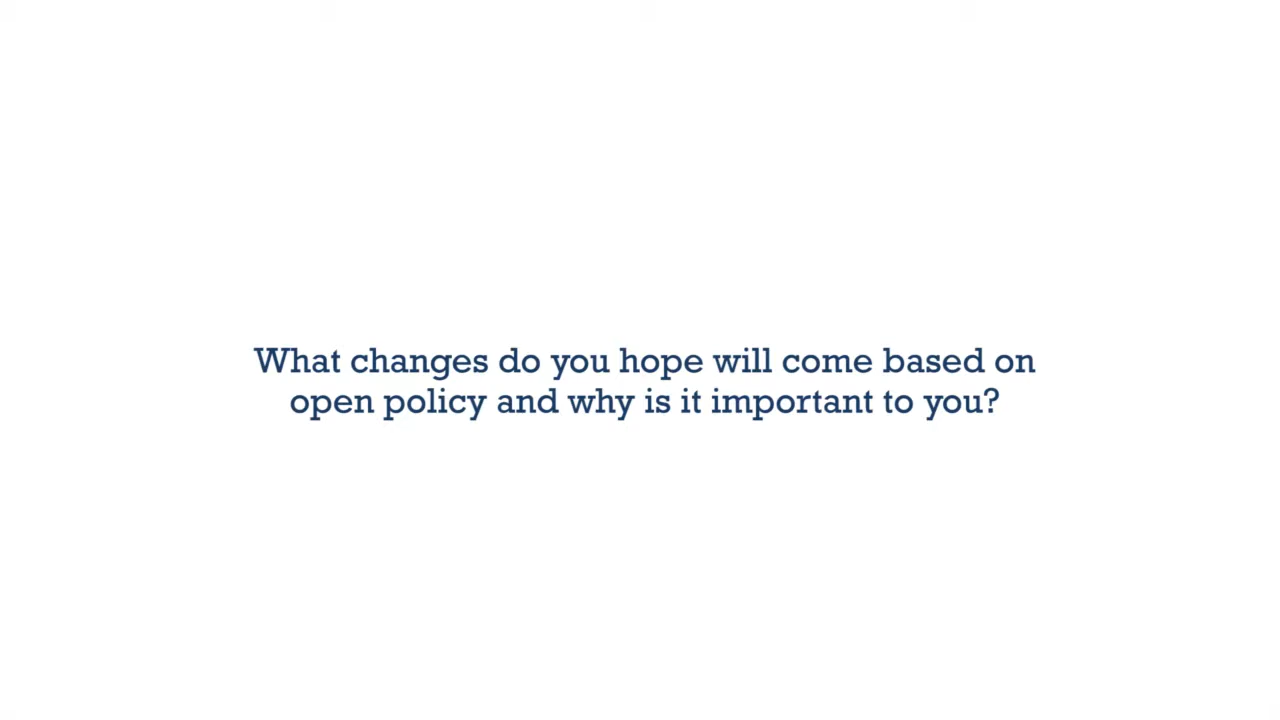 What changes do you hope will come based on
open policy and why is it important to you?